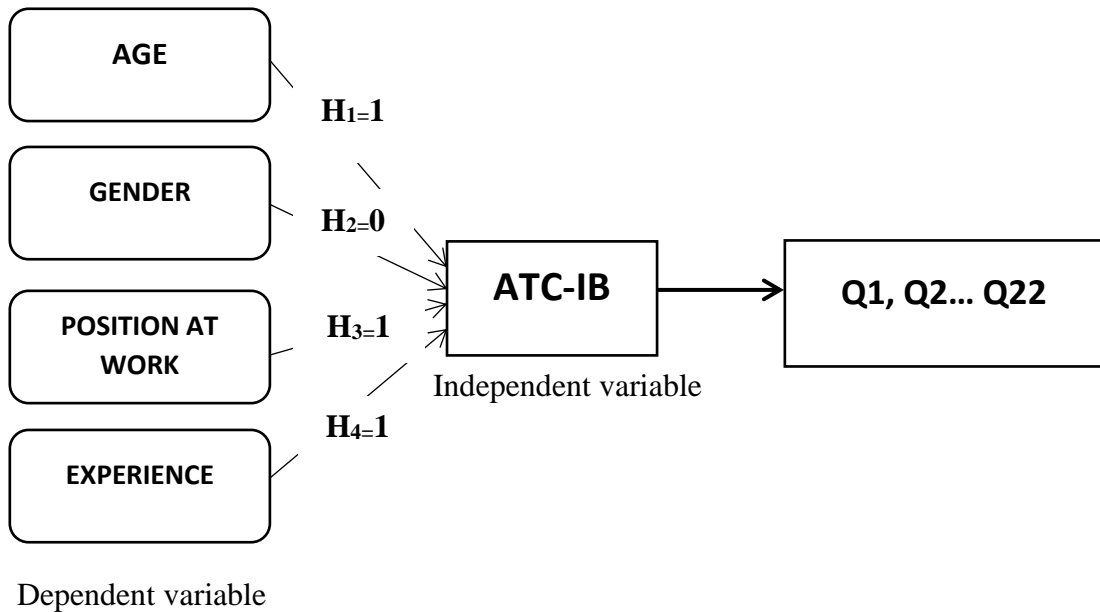 AGE
H1=1
GENDER
H2=0
ATC-IB
Q1, Q2... Q22
POSITION AT
WORK
H3=1
Independent variable
H4=1
EXPERIENCE
Dependent variable